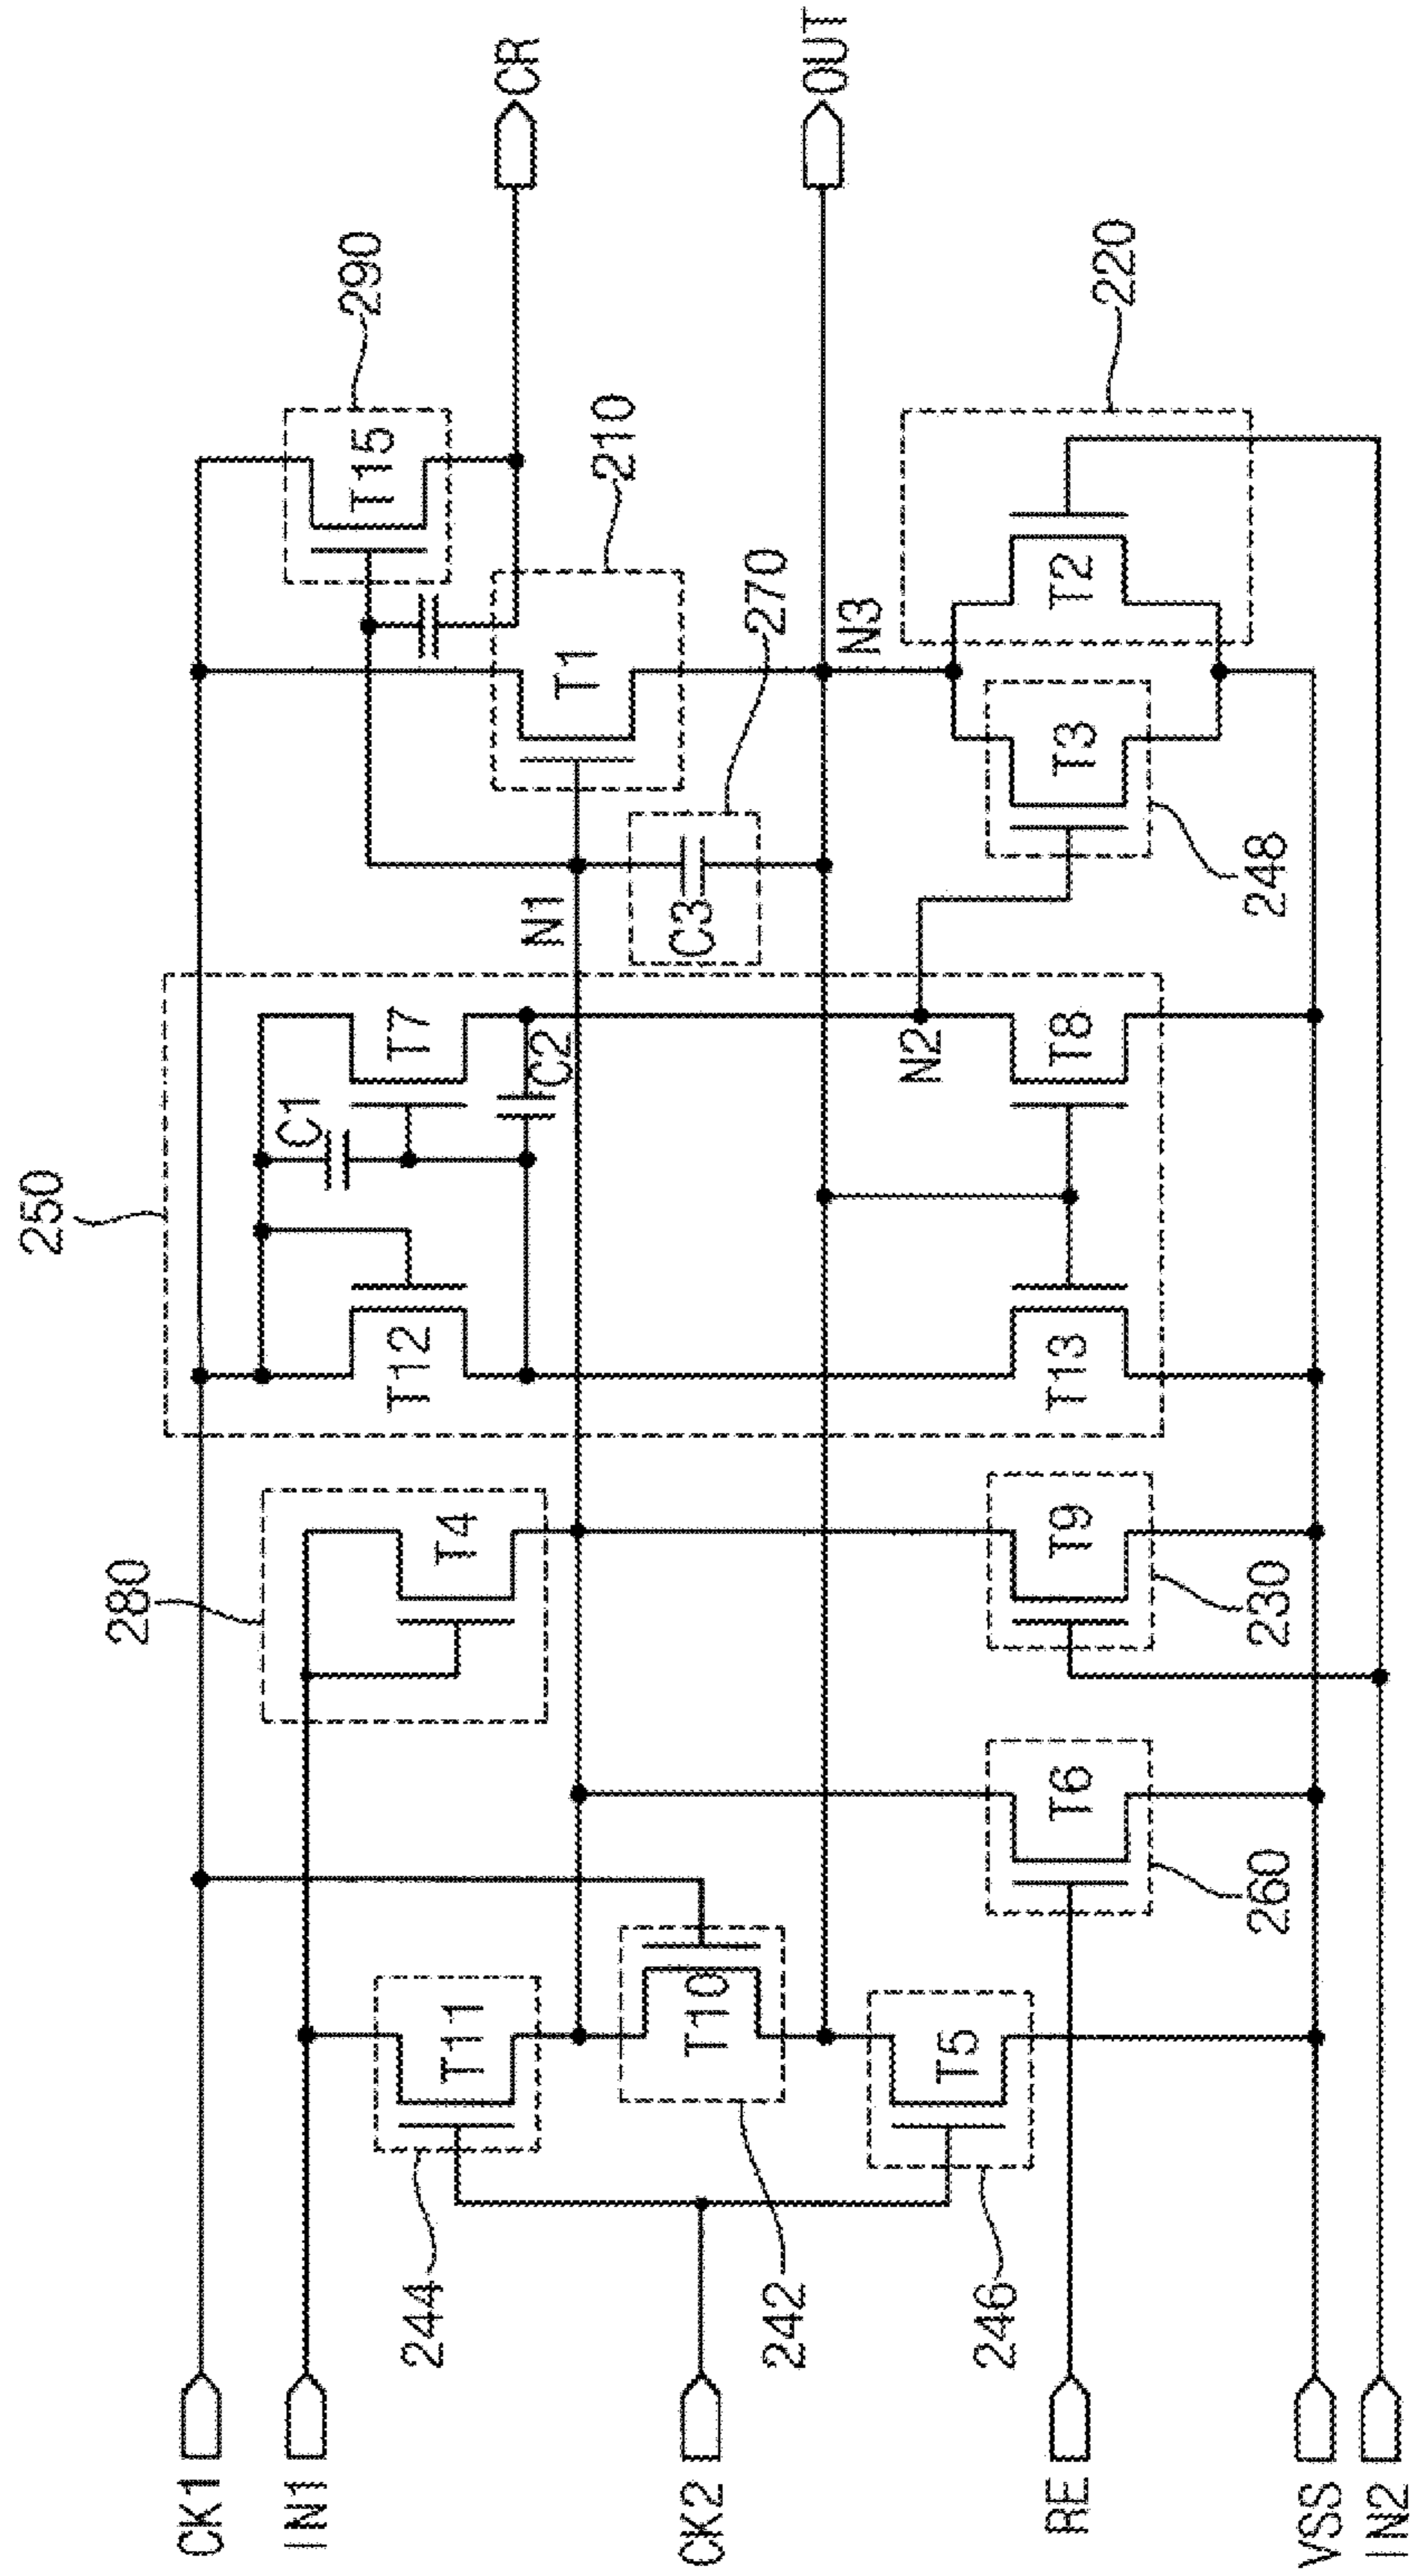 CK1
IN1
CK2
RE
VSS
IN2
244
T11
242
T10
246
T5
260
T6
280
T4
230
T9
250
T12
C1
T7
C2
T13
T8
N2
N1
C3
270
210
T1
290
T15
N3
248
T3
T2
220
CR
OUT